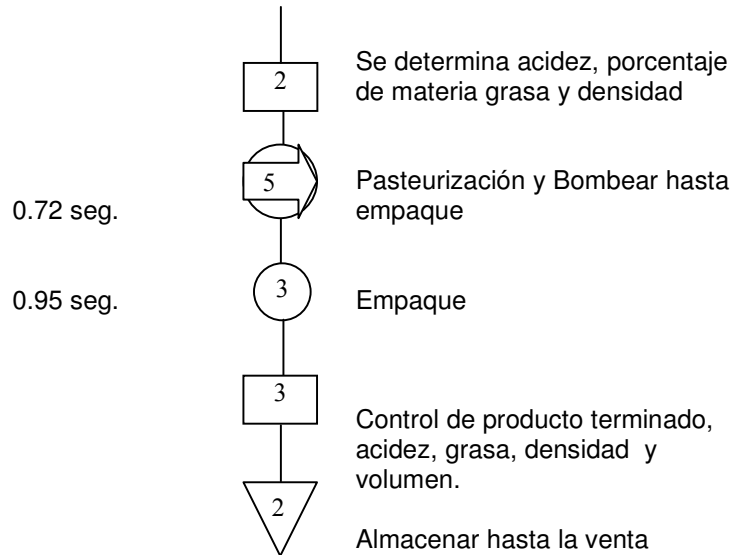 2
Se determina acidez, porcentaje
de materia grasa y densidad
5
Pasteurización y Bombear hasta
empaque
0.72 seg.
0.95 seg.
3
Empaque
3
Control de producto terminado,
acidez, grasa, densidad y
volumen.
2
Almacenar hasta la venta